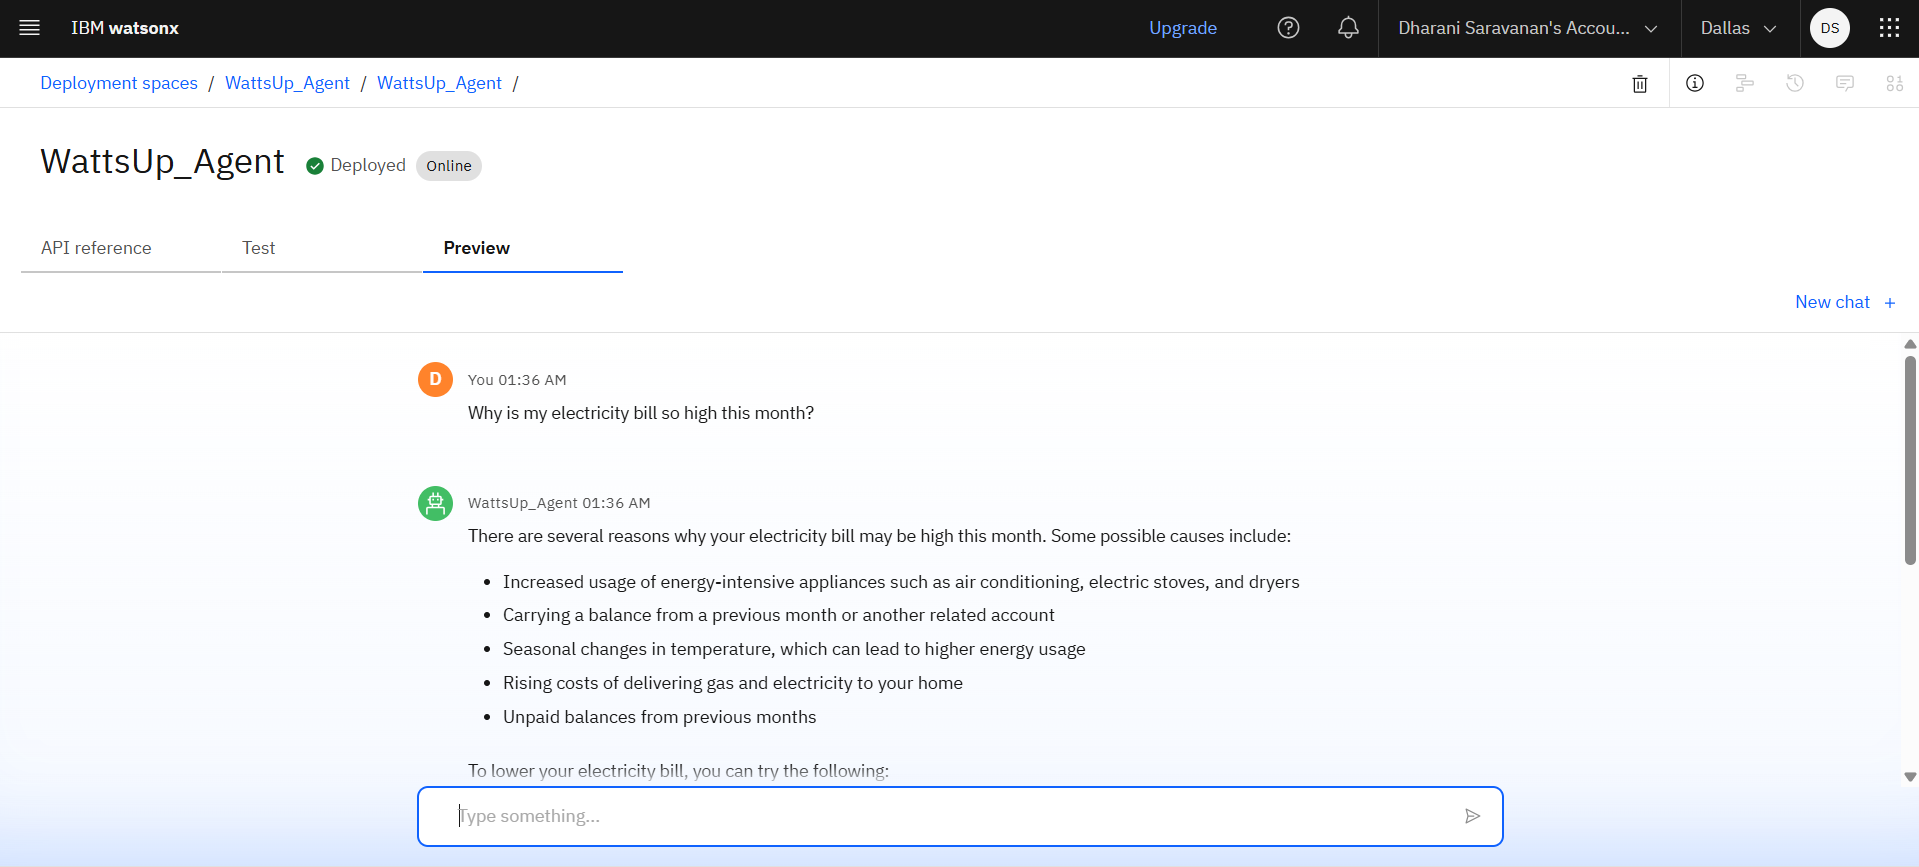 IBM watsonx
Upgrade
Dharani Saravanan's Accou...
Dallas
DS
Deployment spaces / WattsUp_Agent / WattsUp_Agent /
WattsUp_Agent
Deployed
Online
API reference
Test
Preview
New chat +
D
You 01:36 AM
Why is my electricity bill so high this month?
WattsUp_Agent 01:36 AM
There are several reasons why your electricity bill may be high this month. Some possible causes include:
• Increased usage of energy-intensive appliances such as air conditioning, electric stoves, and dryers
• Carrying a balance from a previous month or another related account
• Seasonal changes in temperature, which can lead to higher energy usage
• Rising costs of delivering gas and electricity to your home
• Unpaid balances from previous months
To lower your electricity bill, you can try the following:
Type something...